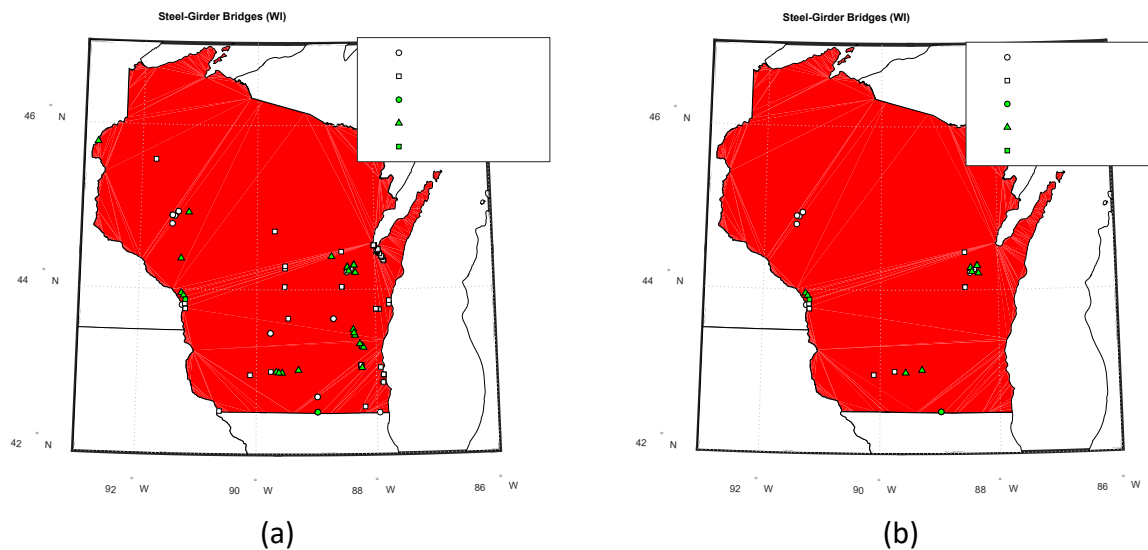 Steel-Girder Bridges (WI)
46 ° N
44 ° N
42 ° N
92 ° W
90 ° W
88 ° W
86 ° W
(a)
Steel-Girder Bridges (WI)
46 ° N
44 ° N
42 ° N
92 ° W
90 ° W
88 ° W
86 ° W
(b)